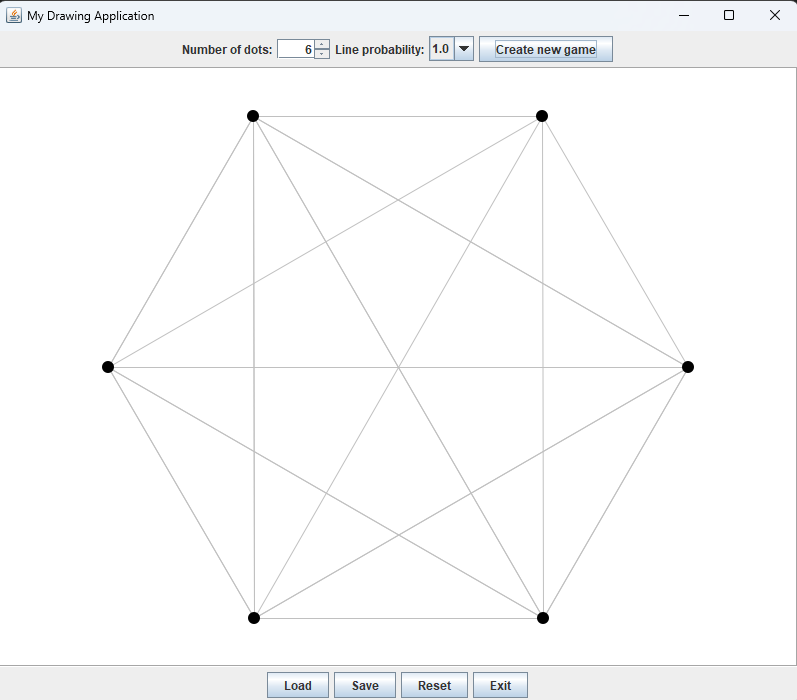 My Drawing Application
Number of dots: 6 Line probability: 1.0 Create new game
Load Save Reset Exit